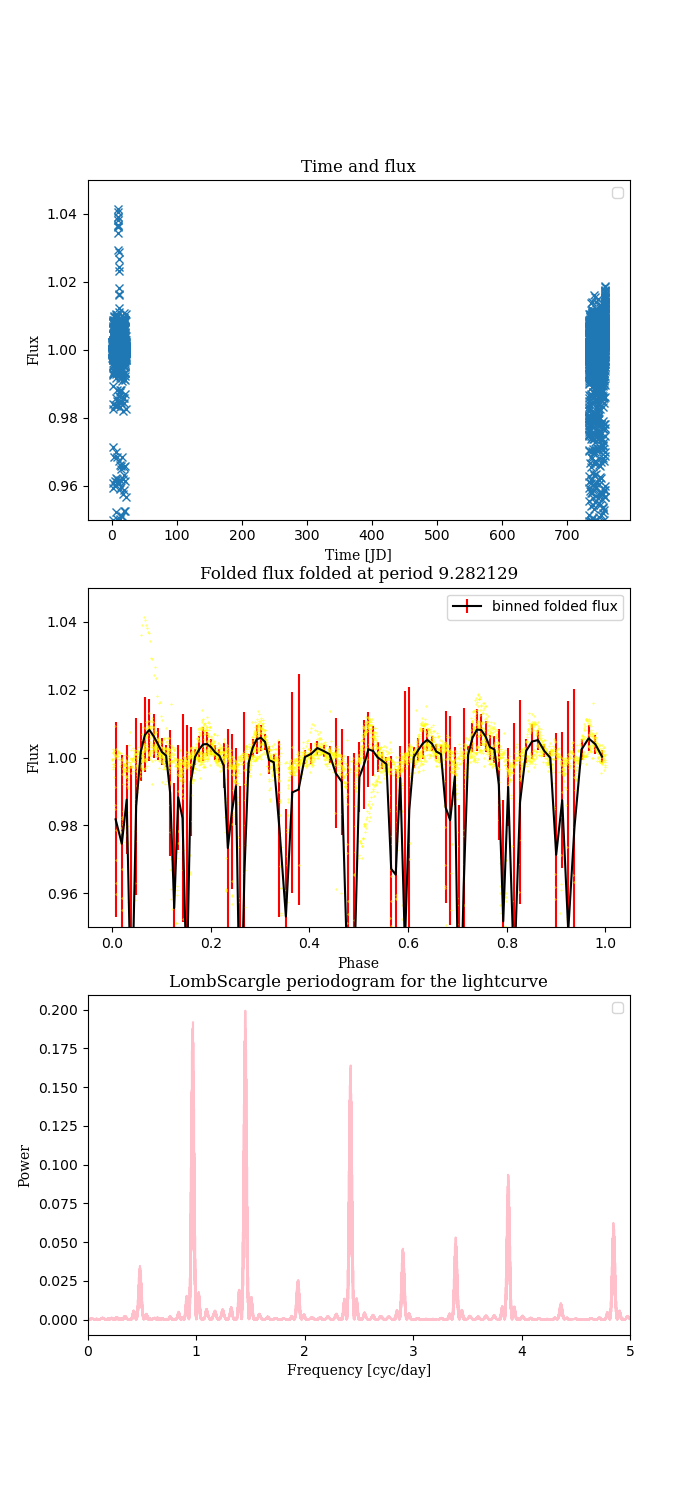 Time and flux
1.04
1.02
1.00
0.98
0.96
Flux
0 100 200 300 400 500 600 700
Time [JD]
Folded flux folded at period 9.282129
binned folded flux
1.04
1.02
1.00
0.98
0.96
Flux
0.0 0.2 0.4 0.6 0.8 1.0
Phase
LombScargle periodogram for the lightcurve
0.200
0.175
0.150
0.125
0.100
0.075
0.050
0.025
0.000
Power
0 1 2 3 4 5
Frequency [cyc/day]